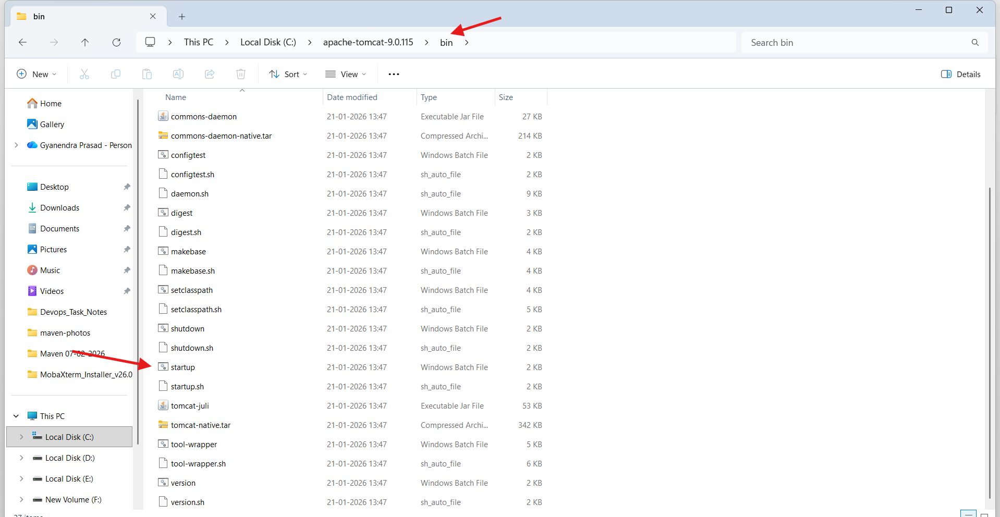 bin
This PC > Local Disk (C:) > apache-tomcat-9.0.115 > bin >
Search bin
New
Sort
View
Details
Home
Gallery
Gyanendra Prasad - Person
Desktop
Downloads
Documents
Pictures
Music
Videos
Devops_Task_Notes
maven-photos
Maven 07-02-2026
MobaXterm_Installer_v26.0
This PC
Local Disk (C:)
Local Disk (D:)
Local Disk (E:)
New Volume (F:)
Name Date modified Type Size
commons-daemon 21-01-2026 13:47 Executable Jar File 27 KB
commons-daemon-native.tar 21-01-2026 13:47 Compressed Archi... 214 KB
configtest 21-01-2026 13:47 Windows Batch File 2 KB
configtest.sh 21-01-2026 13:47 sh_auto_file 2 KB
daemon.sh 21-01-2026 13:47 sh_auto_file 9 KB
digest 21-01-2026 13:47 Windows Batch File 3 KB
digest.sh 21-01-2026 13:47 sh_auto_file 2 KB
makebase 21-01-2026 13:47 Windows Batch File 4 KB
makebase.sh 21-01-2026 13:47 sh_auto_file 4 KB
setclasspath 21-01-2026 13:47 Windows Batch File 4 KB
setclasspath.sh 21-01-2026 13:47 sh_auto_file 5 KB
shutdown 21-01-2026 13:47 Windows Batch File 2 KB
shutdown.sh 21-01-2026 13:47 sh_auto_file 2 KB
startup 21-01-2026 13:47 Windows Batch File 2 KB
startup.sh 21-01-2026 13:47 sh_auto_file 2 KB
tomcat-juli 21-01-2026 13:47 Executable Jar File 53 KB
tomcat-native.tar 21-01-2026 13:47 Compressed Archi... 342 KB
tool-wrapper 21-01-2026 13:47 Windows Batch File 5 KB
tool-wrapper.sh 21-01-2026 13:47 sh_auto_file 6 KB
version 21-01-2026 13:47 Windows Batch File 2 KB
version.sh 21-01-2026 13:47 sh_auto_file 2 KB